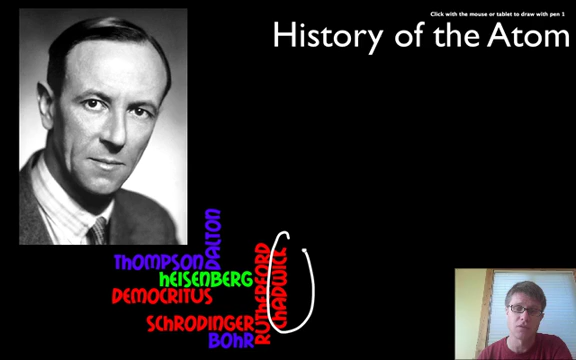 Click with the mouse or tablet to draw with pen 1
History of the Atom
DALTON
THOMPSON
HEISENBERG
DEMOCRITUS
SCHRODINGER
BOHR
RUTHERFORD
CHADWICK